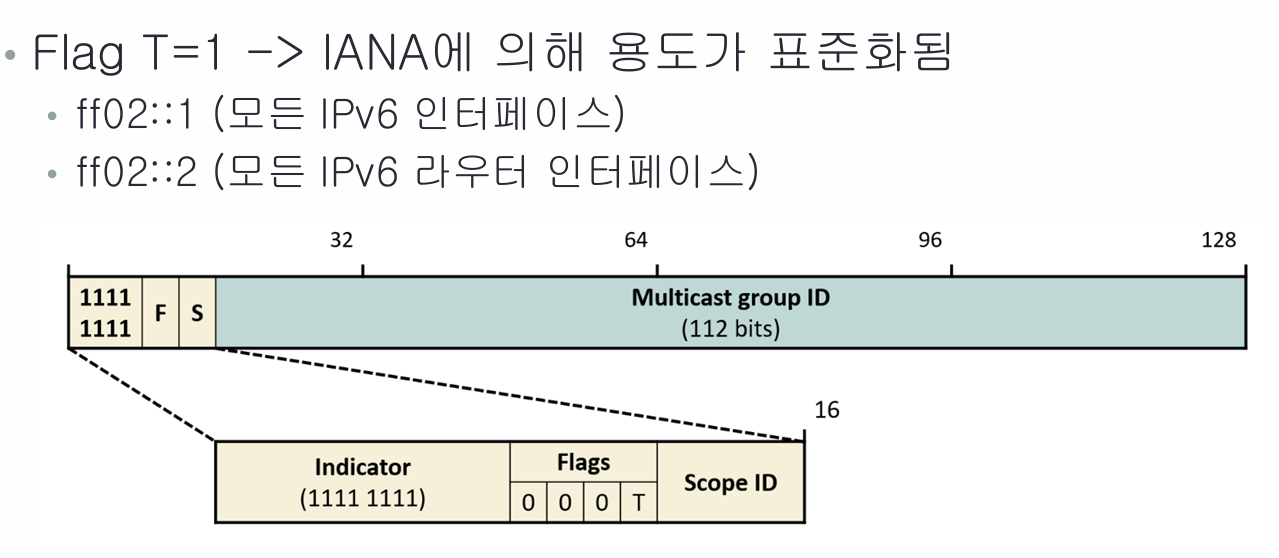 • Flag T=1 -> IANA에 의해 용도가 표준화됨
• ff02::1 (모든 IPv6 인터페이스)
• ff02::2 (모든 IPv6 라우터 인터페이스)
32 64 96 128
1111 1111 F S Multicast group ID
(112 bits)
16
Indicator
(1111 1111)
Flags
0 0 0 T
Scope ID